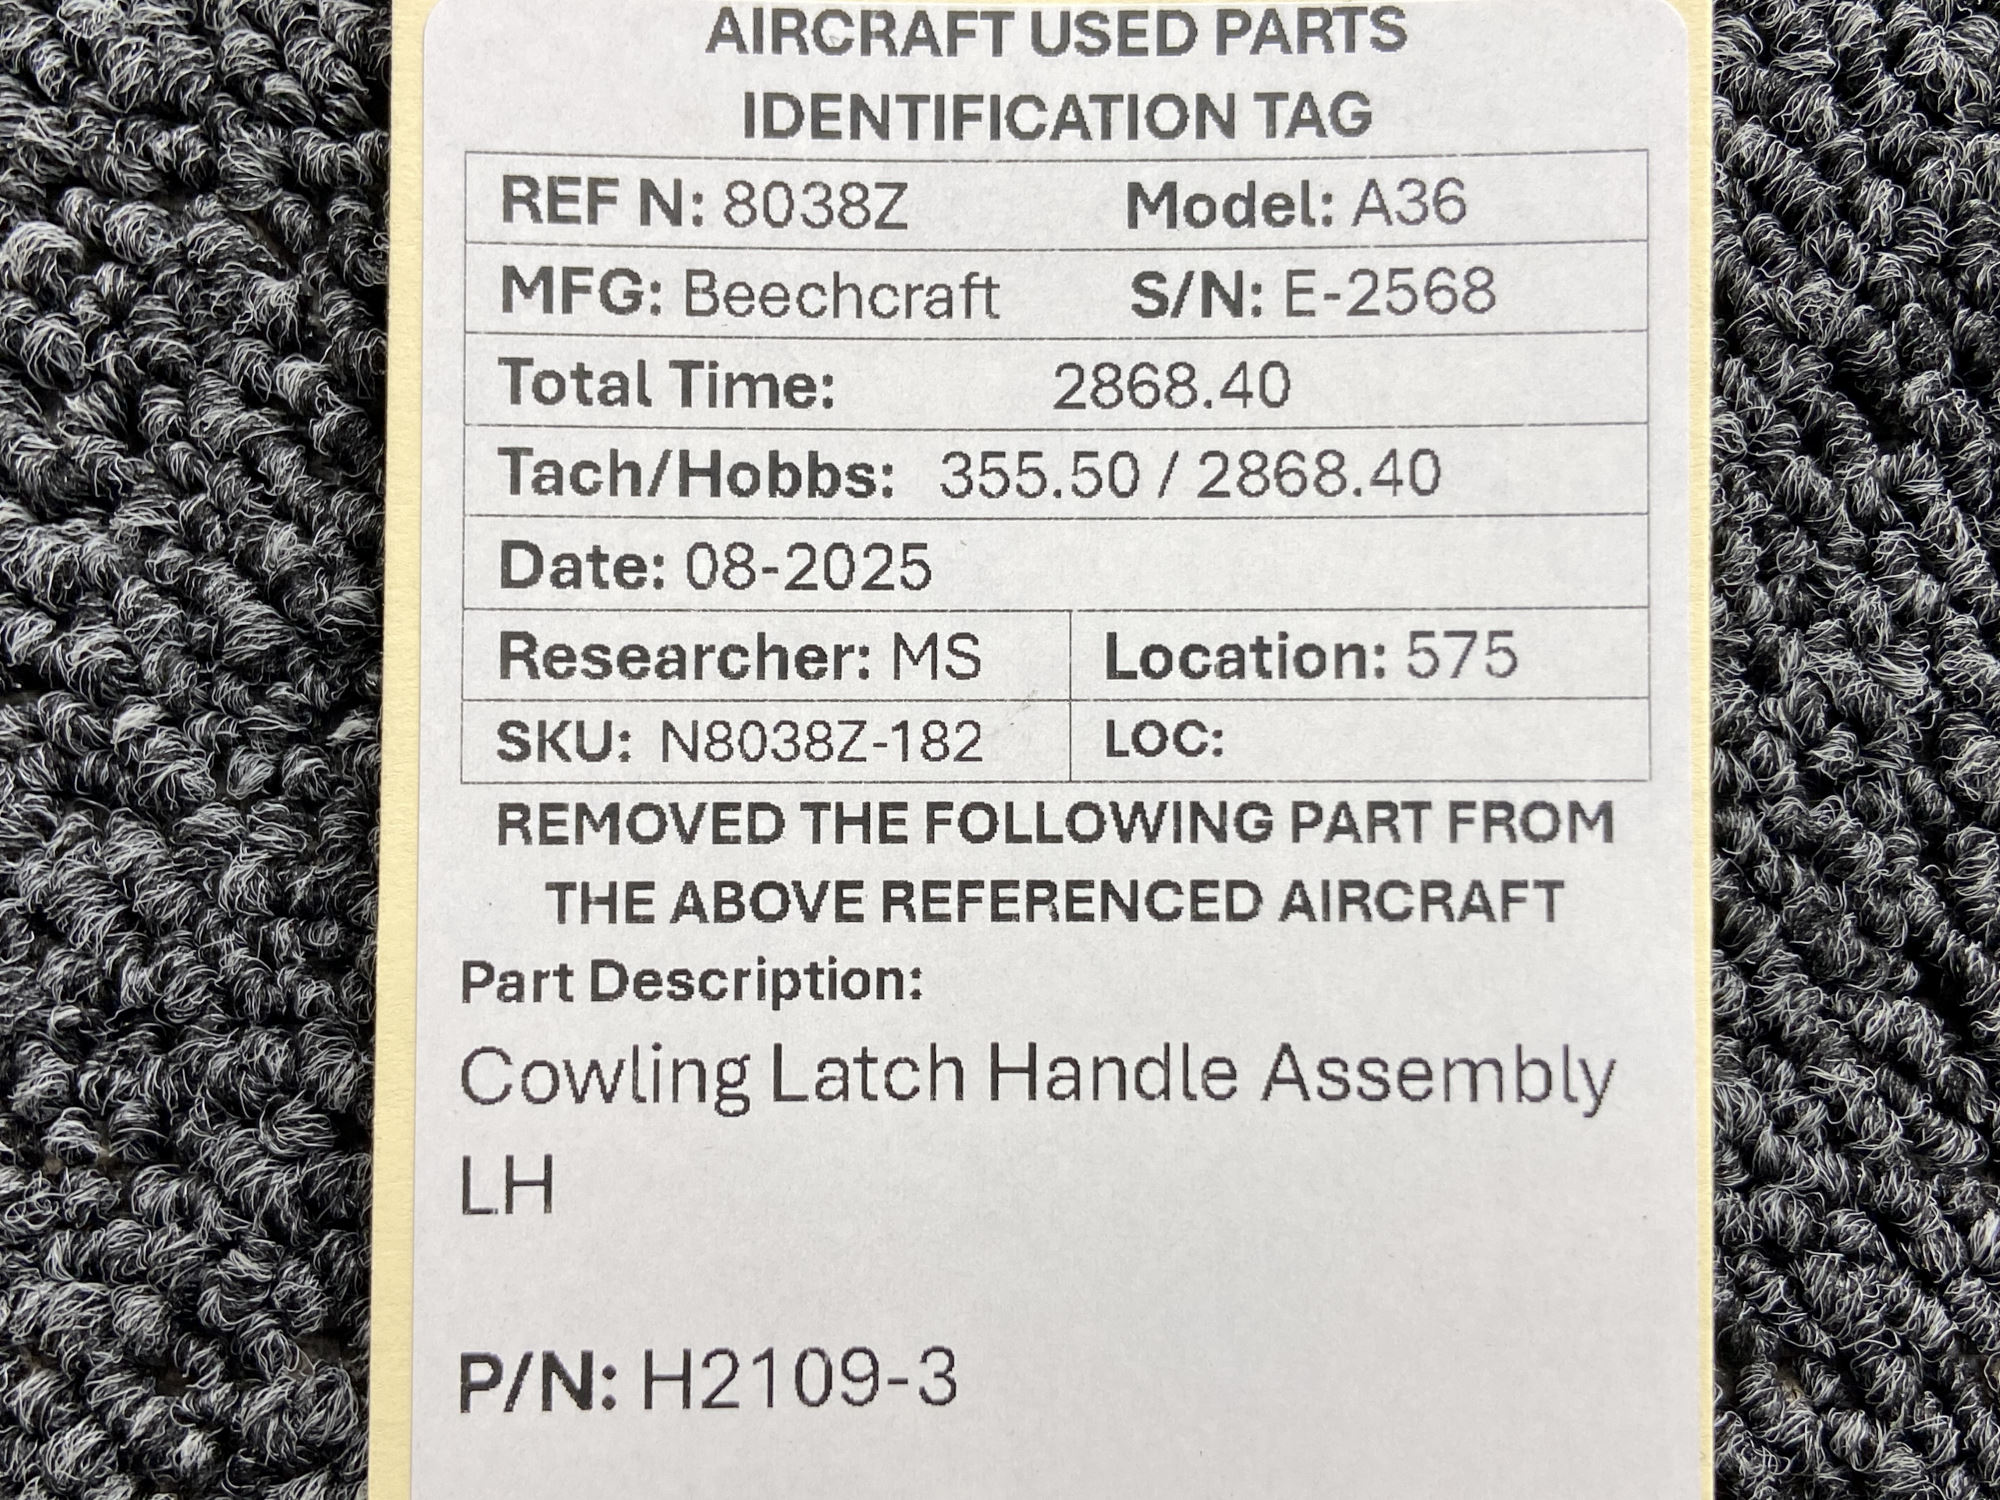 AIRCRAFT USED PARTS
IDENTIFICATION TAG
REF N: 8038Z Model: A36
MFG: Beechcraft S/N: E-2568
Total Time: 2868.40
Tach/Hobbs: 355.50 / 2868.40
Date: 08-2025
Researcher: MS Location: 575
SKU: N8038Z-182 LOC:
REMOVED THE FOLLOWING PART FROM
THE ABOVE REFERENCED AIRCRAFT
Part Description:
Cowling Latch Handle Assembly
LH
P/N: H2109-3